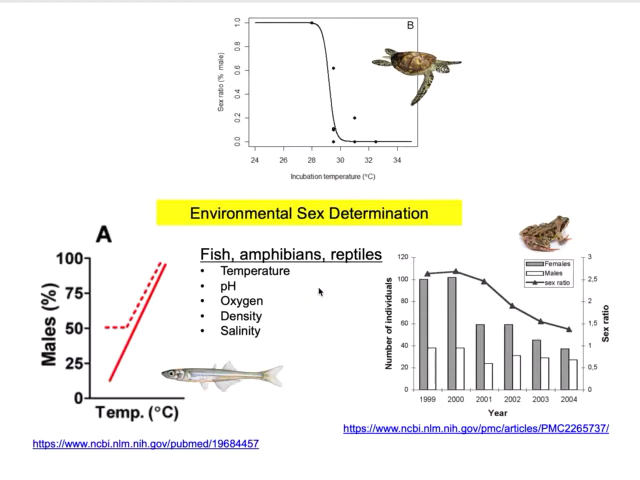 B
1.0
0.8
0.6
0.4
0.2
0.0
Sex ratio (% male)
24 26 28 30 32 34
Incubation temperature (°C)
Environmental Sex Determination
A
100
75
50
25
0
Males (%)
Temp. (°C)
Fish, amphibians, reptiles
• Temperature
• pH
• Oxygen
• Density
• Salinity
Females
Males
sex ratio
120
100
80
60
40
20
0
Number of individuals
3
2,5
2
1,5
1
0,5
0
Sex ratio
1999 2000 2001 2002 2003 2004
Year
https://www.ncbi.nlm.nih.gov/pmc/articles/PMC2265737/
https://www.ncbi.nlm.nih.gov/pubmed/19684457